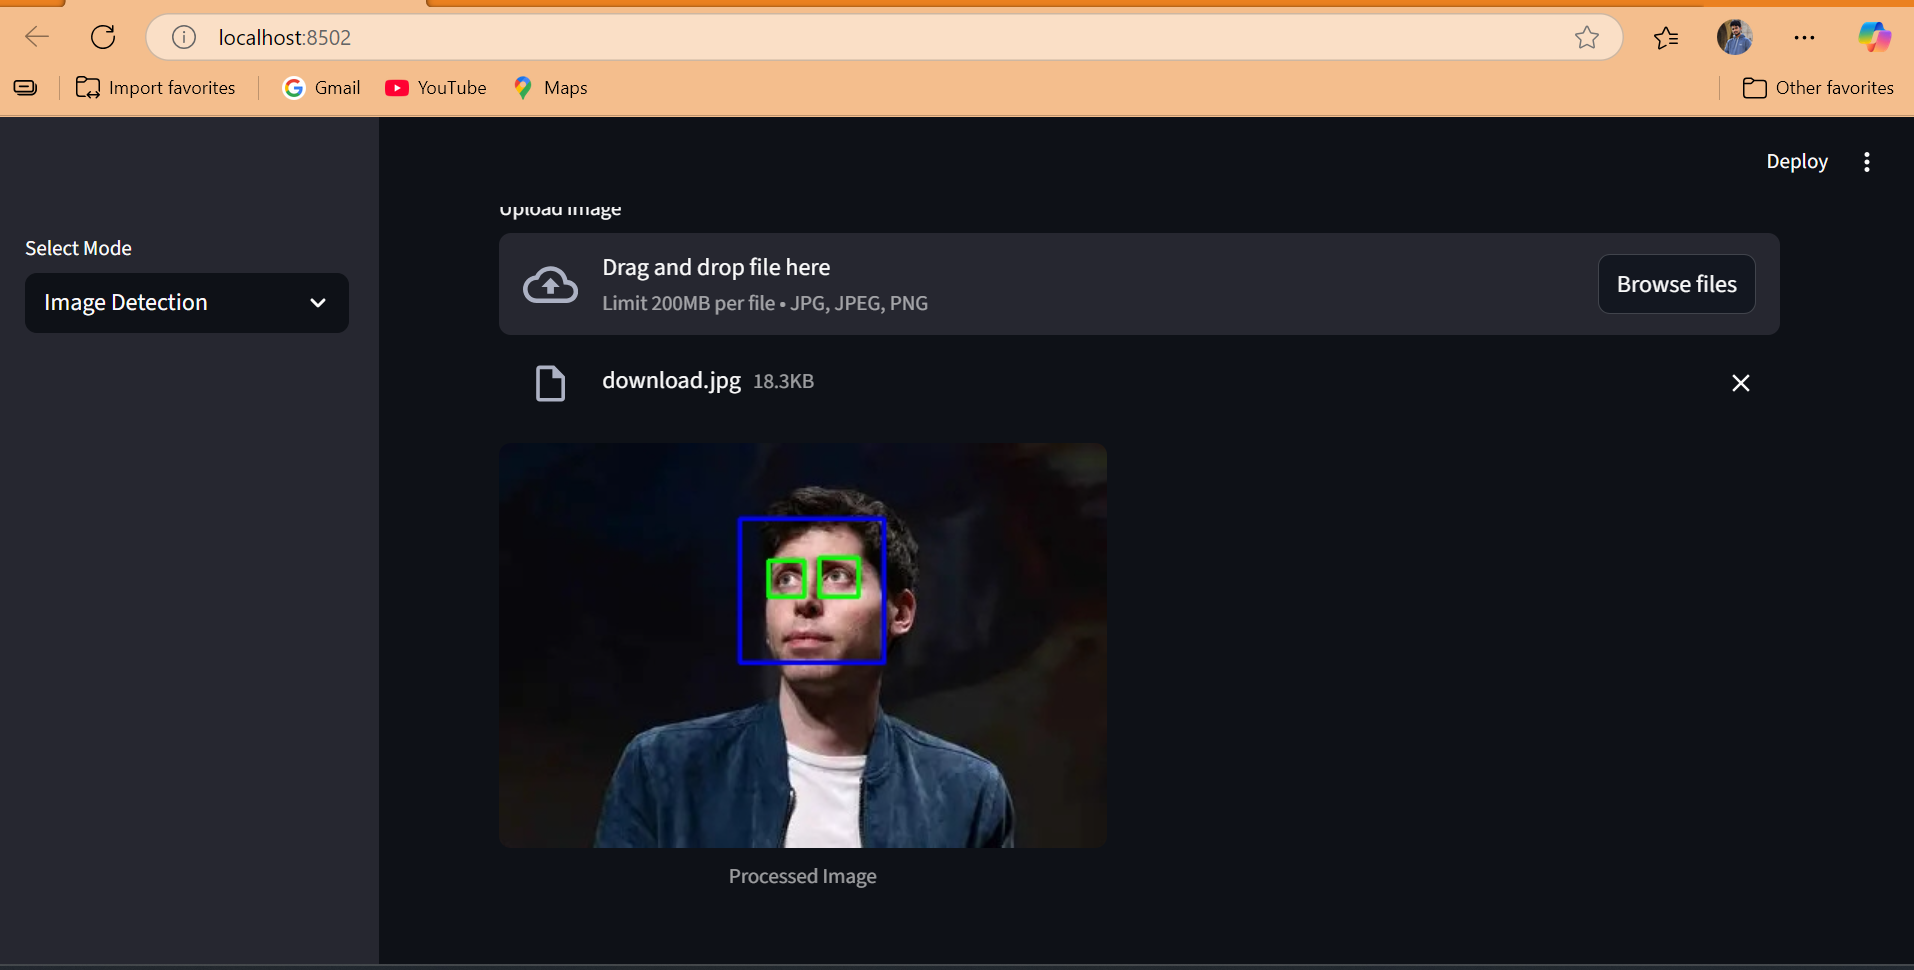 localhost:8502
Import favorites
Gmail
YouTube
Maps
Other favorites
Deploy
Upload Image
Select Mode
Image Detection
Drag and drop file here
Limit 200MB per file • JPG, JPEG, PNG
Browse files
download.jpg 18.3KB
Processed Image